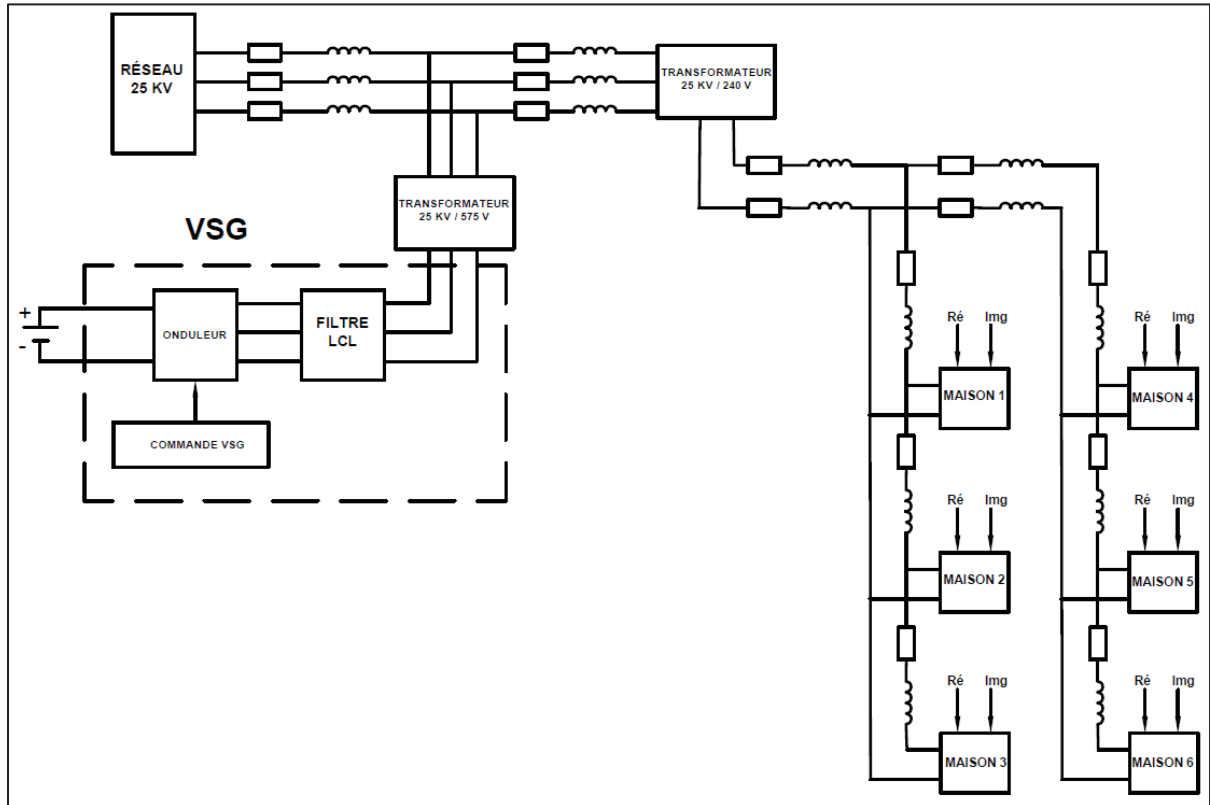 RÉSEAU
25 KV
TRANSFORMATEUR
25 KV / 240 V
TRANSFORMATEUR
25 KV / 575 V
VSG
+
-
ONDULEUR
FILTRE
LCL
COMMANDE VSG
Ré Img
MAISON 1
Ré Img
MAISON 4
Ré Img
MAISON 2
Ré Img
MAISON 5
Ré Img
MAISON 3
Ré Img
MAISON 6